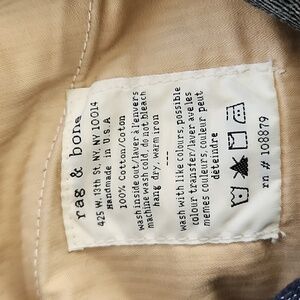 rag & bone
425 W. 13th St. NY. NY 10014
Handmade in U.S.A
100% Cotton/Coton
wash inside out/laver à l'envers
machine wash cold, do not bleach
hang dry, warm iron
---
wash with like colours, possible
colour transfer/laver avec les
memes couleurs, couleur peut
déteindre
rn # 108879